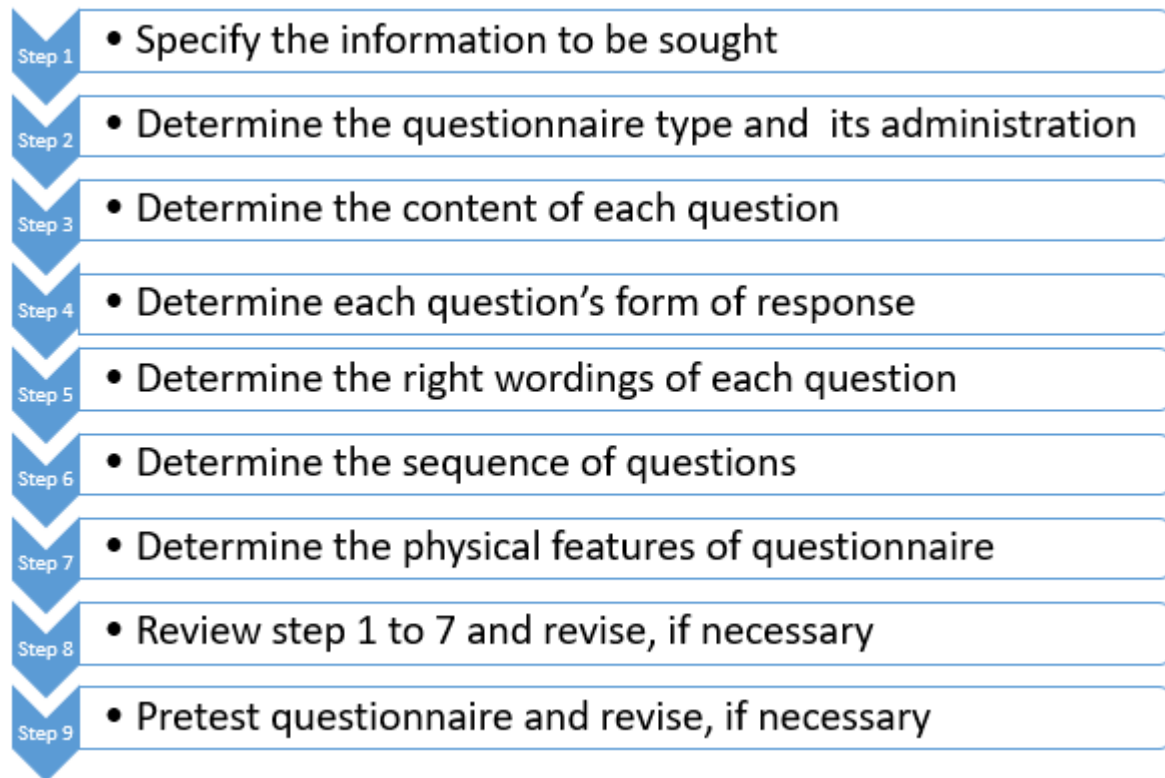 Step 1 • Specify the information to be sought
Step 2 • Determine the questionnaire type and  its administration
Step 3 • Determine the content of each question
Step 4 • Determine each question’s form of response
Step 5 • Determine the right wordings of each question
Step 6 • Determine the sequence of questions
Step 7 • Determine the physical features of questionnaire
Step 8 • Review step 1 to 7 and revise, if necessary
Step 9 • Pretest questionnaire and revise, if necessary